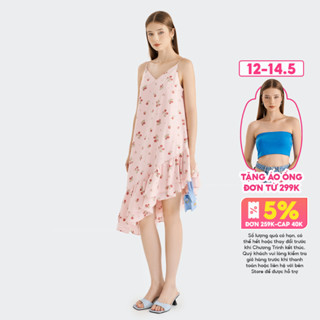 12-14.5
TẶNG ÁO ỐNG
ĐƠN TỪ 299K
5%
ĐƠN 259K-CAP 40K
Số lượng quà có hạn, có
thể hết hoặc thay đổi trước
khi Chương Trình kết thúc.
Quý khách vui lòng kiểm tra
giỏ hàng trước khi thanh
toán hoặc liên hệ với bên
Store để được hỗ trợ